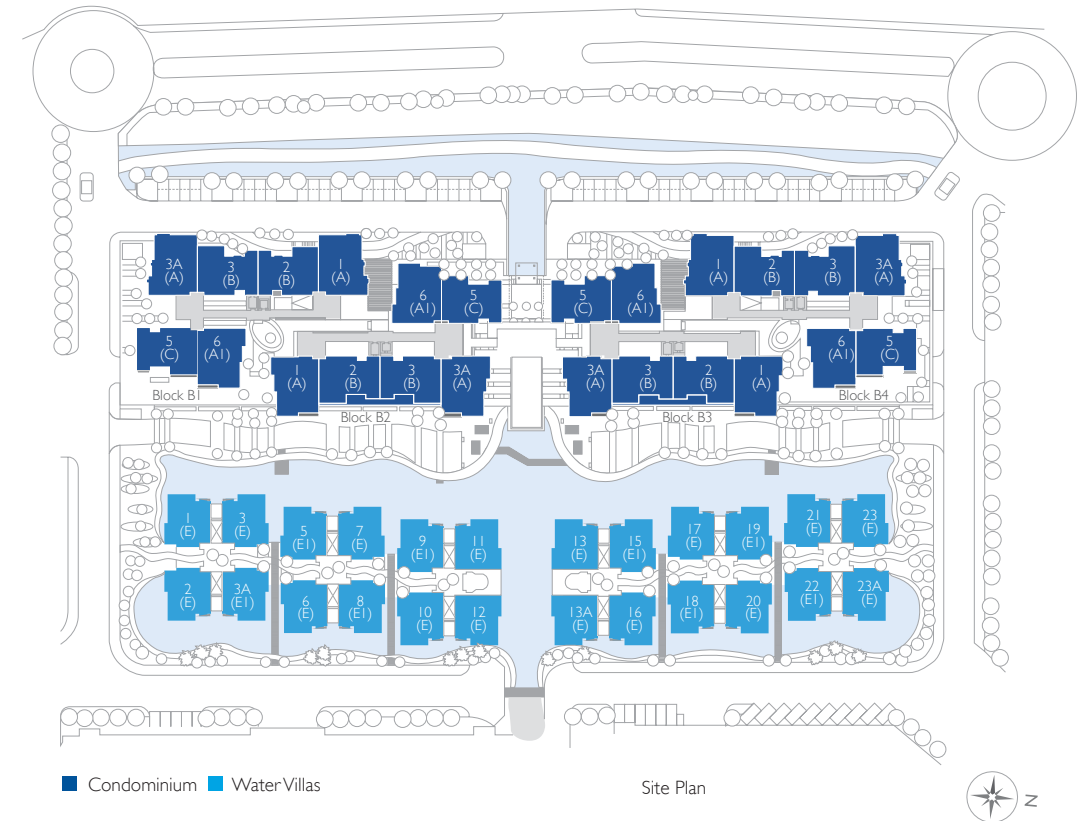 3A
(A)
3
(B)
2
(B)
1
(A)
6
(A1)
5
(C)
5
(C)
6
(A1)
1
(A)
2
(B)
3
(B)
3A
(A)
5
(C)
6
(A1)
1
(A)
2
(B)
3
(B)
3A
(A)
3A
(A)
3
(B)
2
(B)
1
(A)
6
(A1)
5
(C)
Block B1
Block B2
Block B3
Block B4
1
(E)
3
(E)
5
(E1)
7
(E)
9
(E1)
11
(E)
13
(E)
15
(E1)
17
(E)
19
(E1)
21
(E)
23
(E)
2
(E)
3A
(E1)
6
(E)
8
(E1)
10
(E)
12
(E)
13A
(E)
16
(E)
18
(E1)
20
(E)
22
(E1)
23A
(E)
Condominium
Water Villas
Site Plan
N